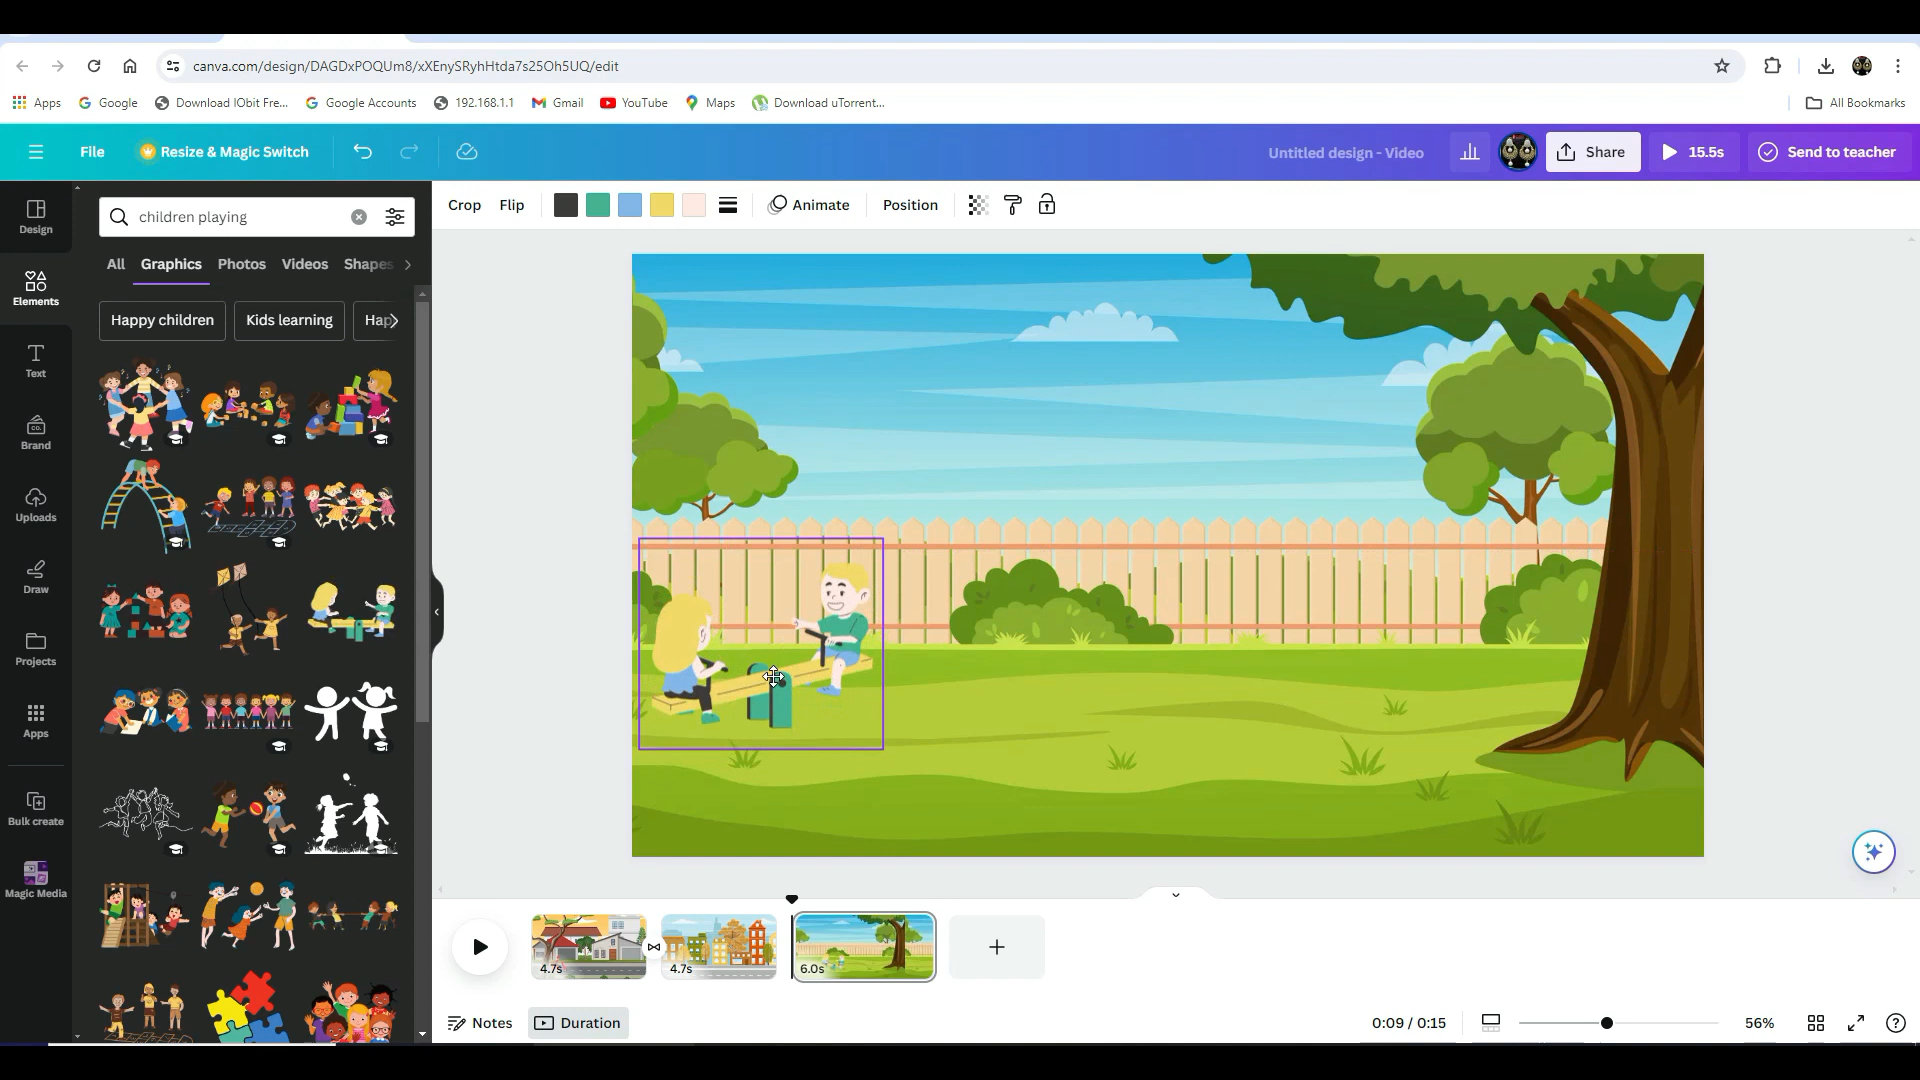 canva.com/design/DAGDxPOQUm8/xXEnySRyhHtda7s25Oh5UQ/edit
Apps
Google
Download IObit Fre...
Google Accounts
192.168.1.1
Gmail
YouTube
Maps
Download uTorrent...
All Bookmarks
File
Resize & Magic Switch
Untitled design - Video
Share
15.5s
Send to teacher
Design
Elements
Text
Brand
Uploads
Draw
Projects
Apps
Bulk create
Magic Media
children playing
All
Graphics
Photos
Videos
Shapes
Happy children
Kids learning
Hap
Crop
Flip
Animate
Position
4.7s
4.7s
6.0s
Notes
Duration
0:09 / 0:15
56%